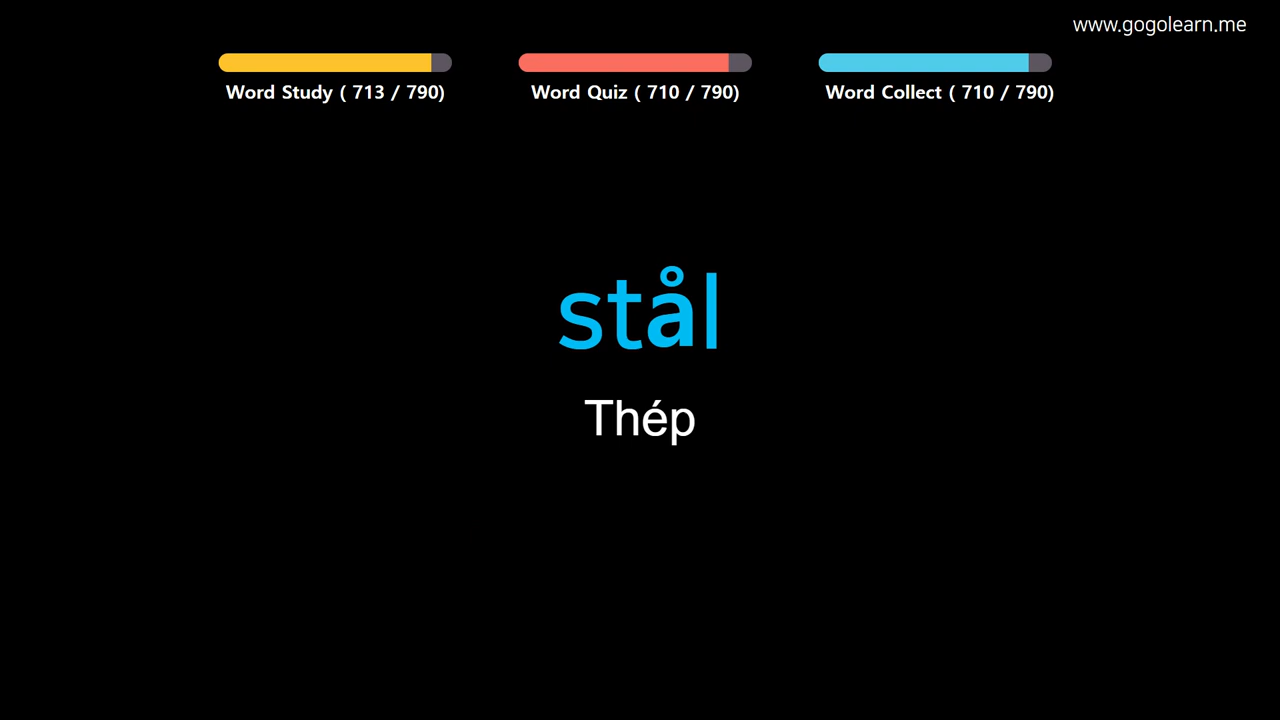 www.gogolearn.me
Word Study ( 713 / 790)
Word Quiz ( 710 / 790)
Word Collect ( 710 / 790)
stål
Thép